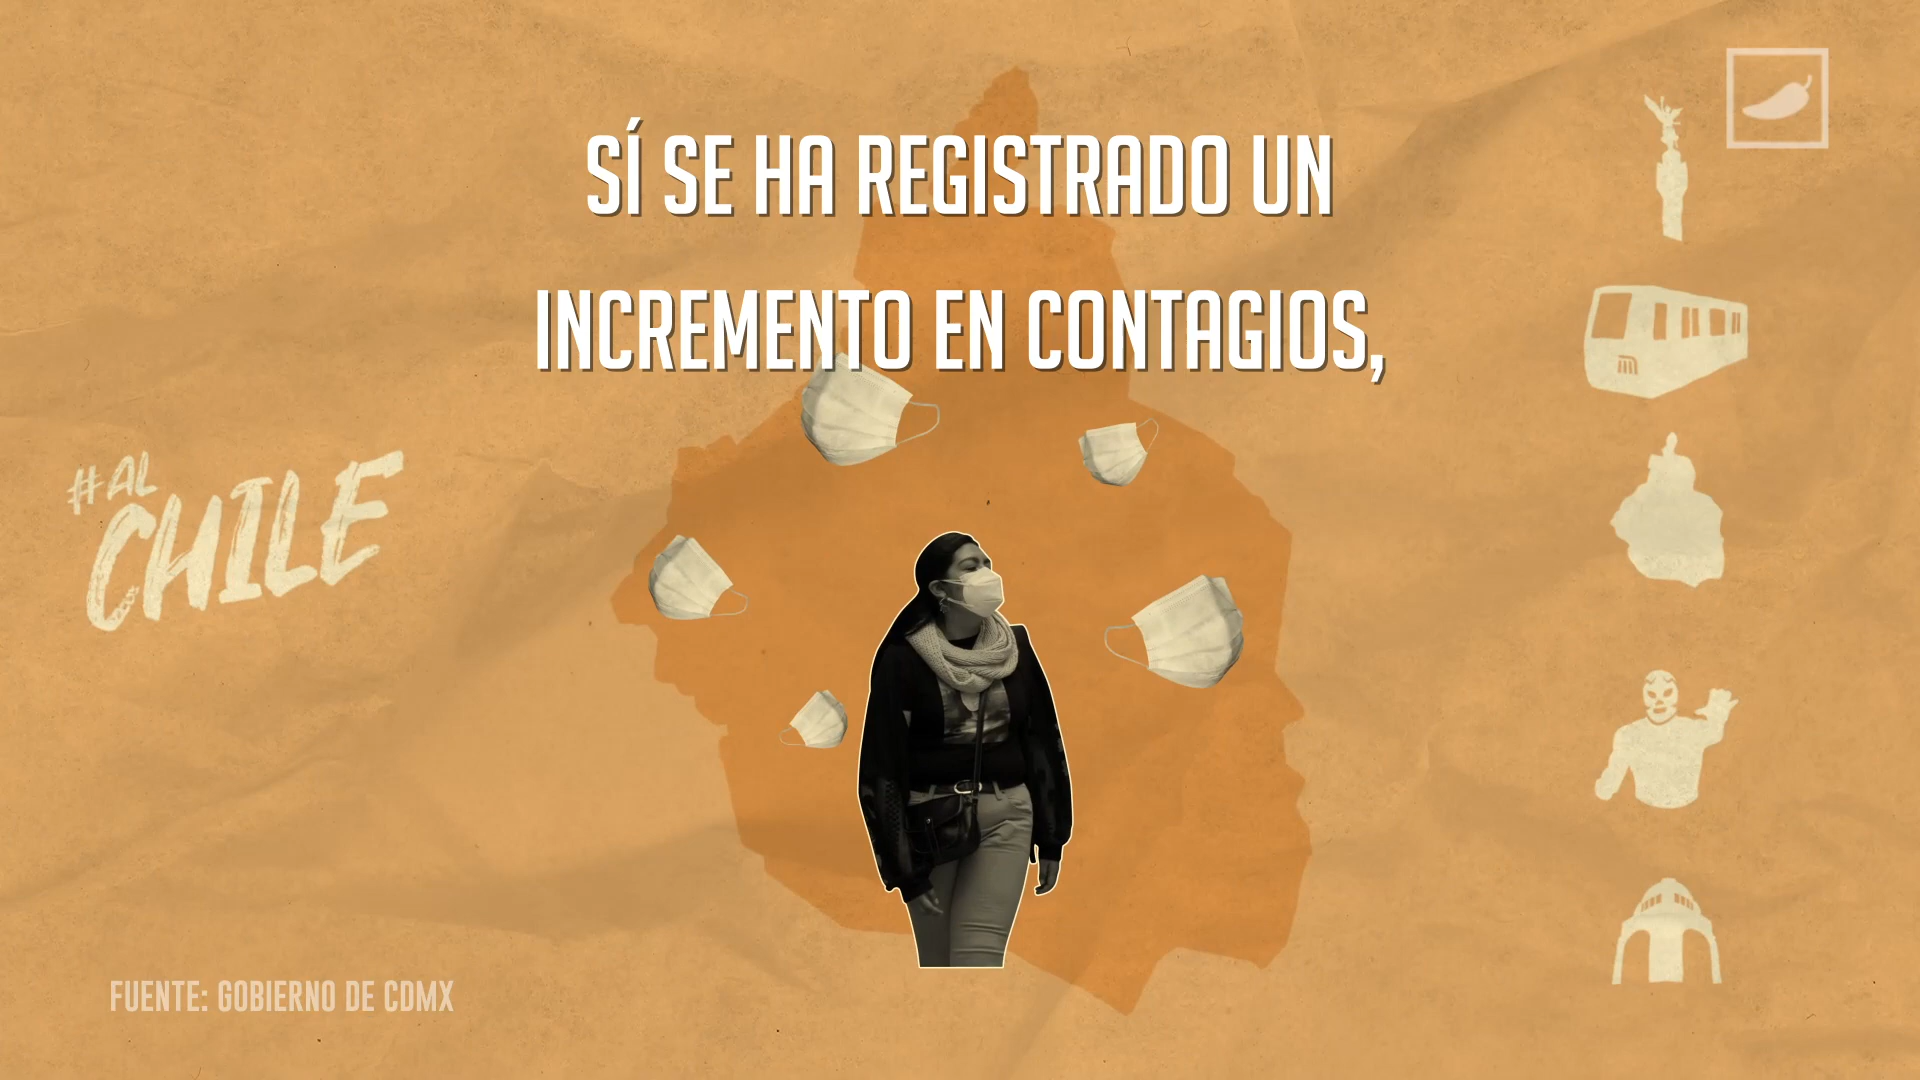 SÍ SE HA REGISTRADO UN
INCREMENTO EN CONTAGIOS,
#AL
CHILE
FUENTE: GOBIERNO DE CDMX